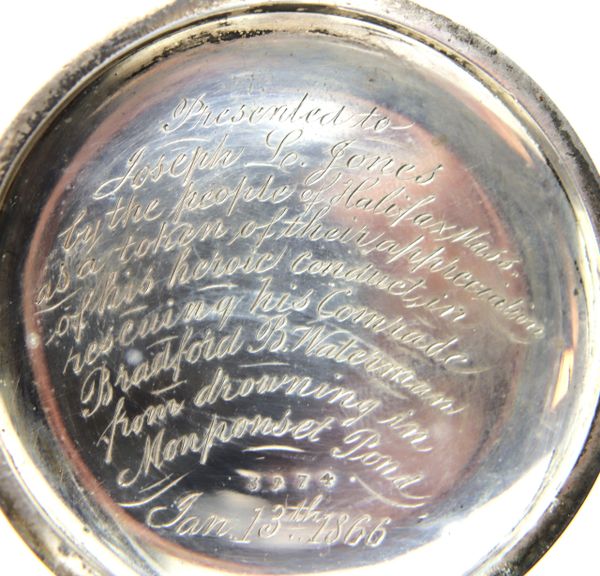 Presented to
Joseph L. Jones
by the people of Halifax Mass.
as a token of their appreciation
of his heroic conduct, in
rescuing his Comrade
Bradford B. Waterman
from drowning in
Monponset Pond
3974
Jan. 13th 1866